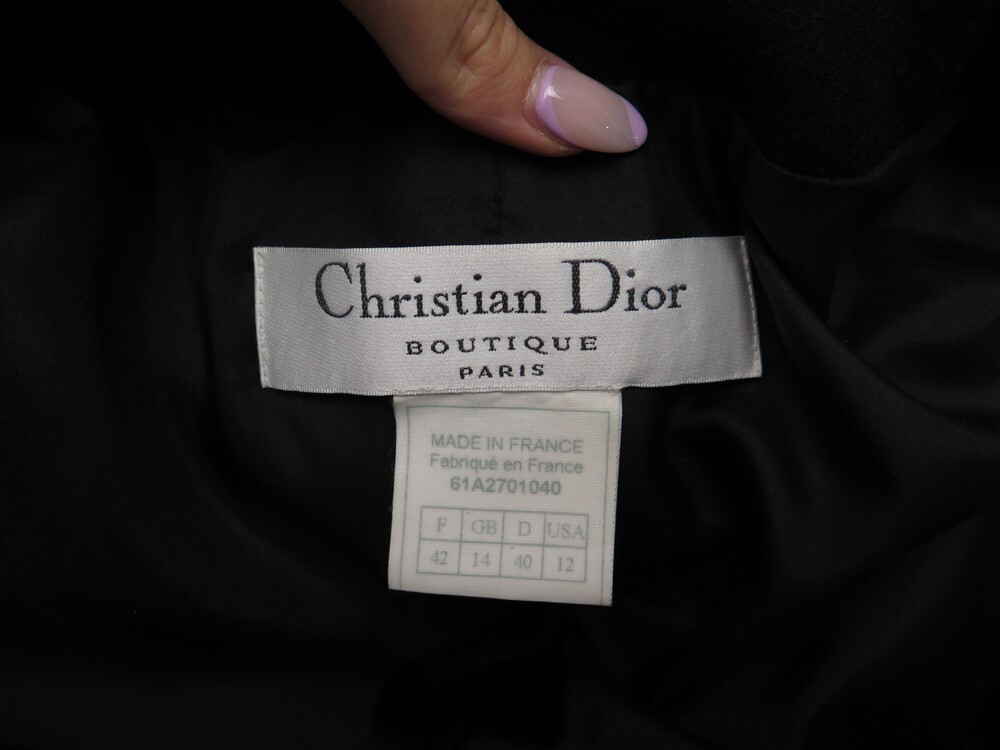 Christian Dior
BOUTIQUE
PARIS
MADE IN FRANCE
Fabriqué en France
61A2701040
F GB D USA
42 14 40 12